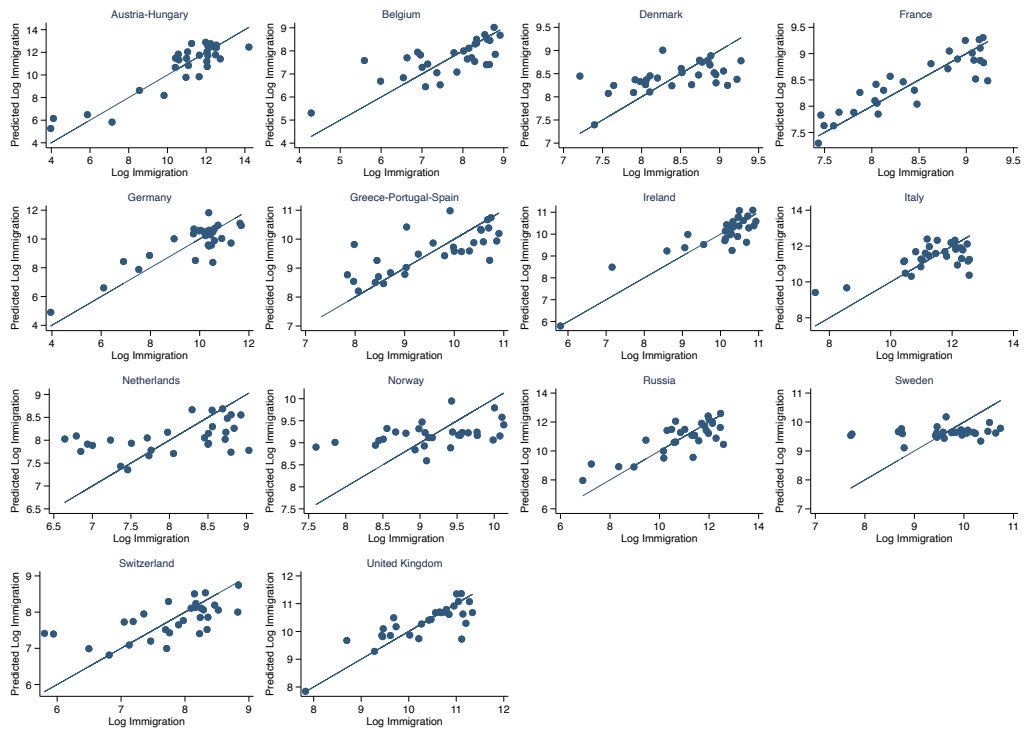 Austria-Hungary
Belgium
Denmark
France
Predicted Log Immigration
14
12
10
8
6
4
4 6 8 10 12 14
Log Immigration
Predicted Log Immigration
9
8
7
6
5
4
4 5 6 7 8 9
Log Immigration
Predicted Log Immigration
9.5
9
8.5
8
7.5
7
7 7.5 8 8.5 9 9.5
Log Immigration
Predicted Log Immigration
9.5
9
8.5
8
7.5
7.5 8 8.5 9 9.5
Log Immigration
Germany
Greece-Portugal-Spain
Ireland
Italy
Predicted Log Immigration
12
10
8
6
4
4 6 8 10 12
Log Immigration
Predicted Log Immigration
11
10
9
8
7
7 8 9 10 11
Log Immigration
Predicted Log Immigration
11
10
9
8
7
6
6 7 8 9 10 11
Log Immigration
Predicted Log Immigration
14
12
10
8
8 10 12 14
Log Immigration
Netherlands
Norway
Russia
Sweden
Predicted Log Immigration
9
8.5
8
7.5
7
6.5
6.5 7 7.5 8 8.5 9
Log Immigration
Predicted Log Immigration
10
9.5
9
8.5
8
7.5
7.5 8 8.5 9 9.5 10
Log Immigration
Predicted Log Immigration
14
12
10
8
6
6 8 10 12 14
Log Immigration
Predicted Log Immigration
11
10
9
8
7
7 8 9 10 11
Log Immigration
Switzerland
United Kingdom
Predicted Log Immigration
9
8
7
6
6 7 8 9
Log Immigration
Predicted Log Immigration
12
11
10
9
8
8 9 10 11 12
Log Immigration